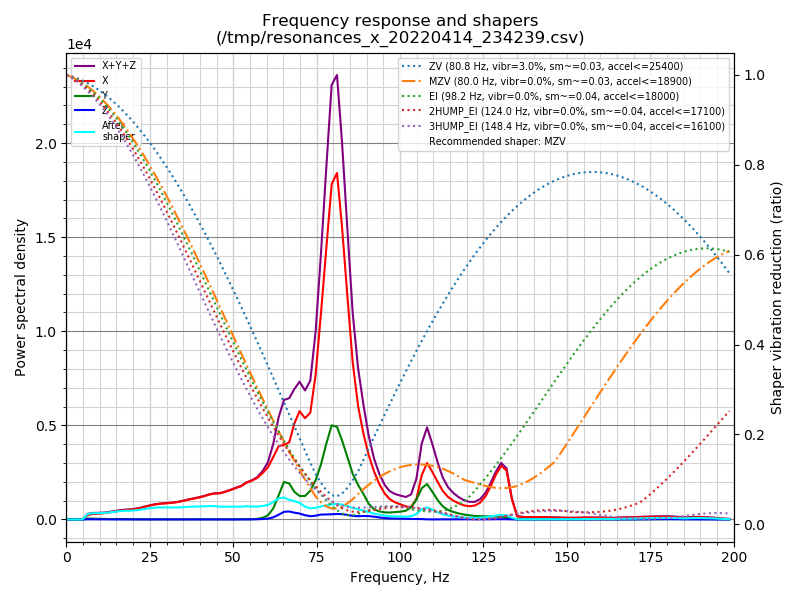 Frequency response and shapers
(/tmp/resonances_x_20220414_234239.csv)
1e4
X+Y+Z
X
Y
Z
After
shaper
ZV (80.8 Hz, vibr=3.0%, sm~=0.03, accel<=25400)
MZV (80.0 Hz, vibr=0.0%, sm~=0.03, accel<=18900)
EI (98.2 Hz, vibr=0.0%, sm~=0.04, accel<=18000)
2HUMP_EI (124.0 Hz, vibr=0.0%, sm~=0.04, accel<=17100)
3HUMP_EI (148.4 Hz, vibr=0.0%, sm~=0.04, accel<=16100)
Recommended shaper: MZV
Power spectral density
2.0
1.5
1.0
0.5
0.0
Shaper vibration reduction (ratio)
1.0
0.8
0.6
0.4
0.2
0.0
0 25 50 75 100 125 150 175 200
Frequency, Hz